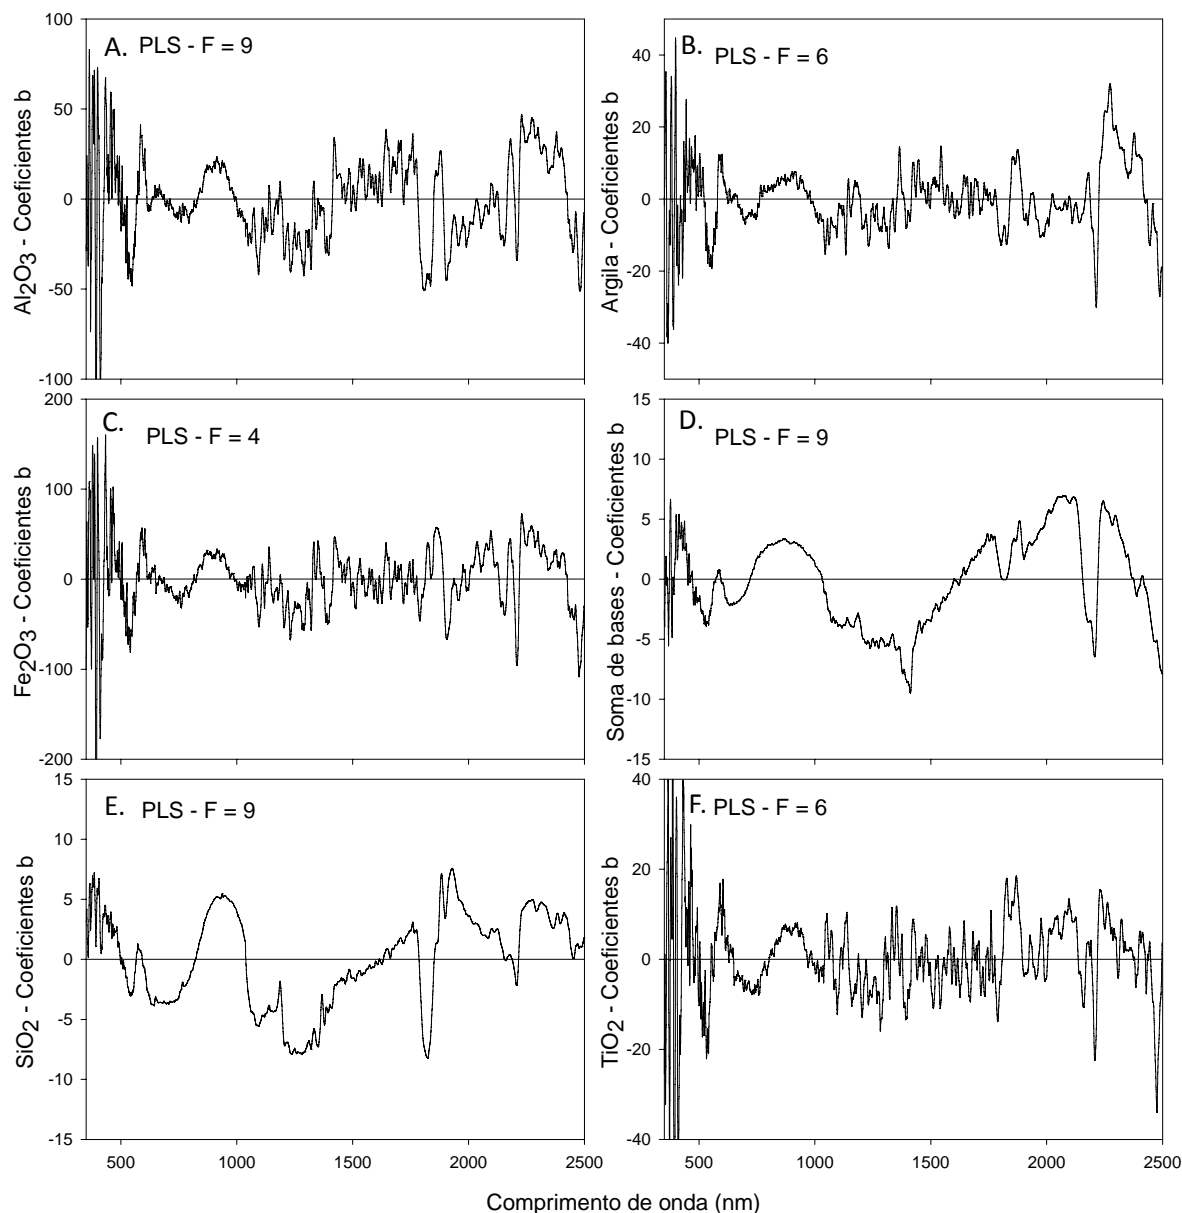 A. PLS - F = 9
Al2O3 - Coeficientes b
100
50
0
-50
-100
B. PLS - F = 6
Argila - Coeficientes b
40
20
0
-20
-40
C. PLS - F = 4
Fe2O3 - Coeficientes b
200
100
0
-100
-200
D. PLS - F = 9
Soma de bases - Coeficientes b
15
10
5
0
-5
-10
-15
E. PLS - F = 9
SiO2 - Coeficientes b
15
10
5
0
-5
-10
-15
500 1000 1500 2000 2500
F. PLS - F = 6
TiO2 - Coeficientes b
40
20
0
-20
-40
500 1000 1500 2000 2500
Comprimento de onda (nm)